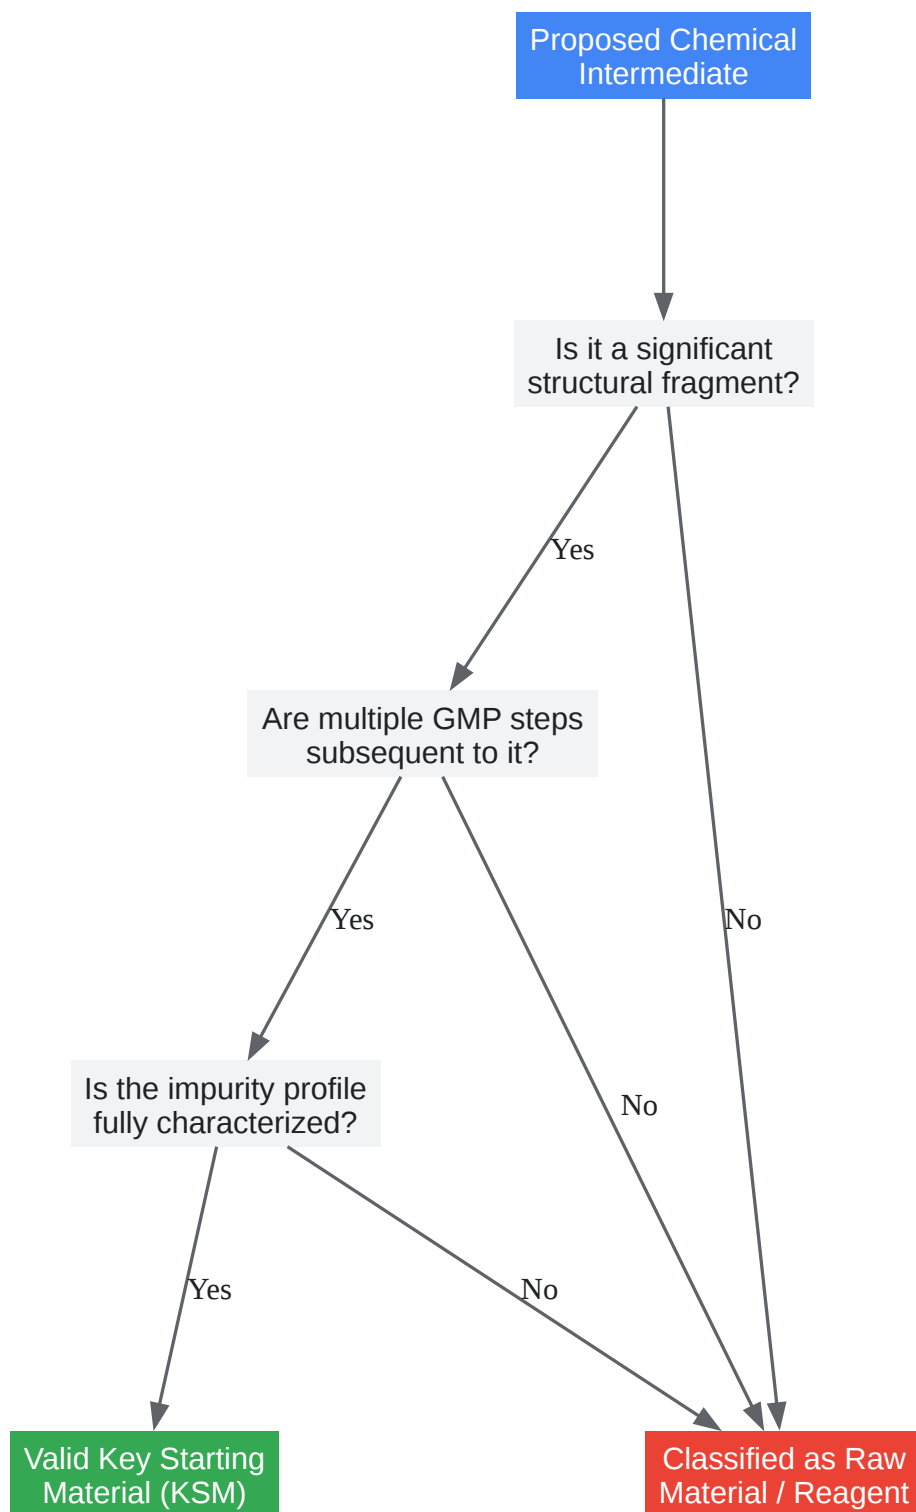 Proposed Chemical
Intermediate
Is it a significant
structural fragment?
Yes
Are multiple GMP steps
subsequent to it?
Yes
No
No
Is the impurity profile
fully characterized?
Yes
No
Valid Key Starting
Material (KSM)
Classified as Raw
Material / Reagent